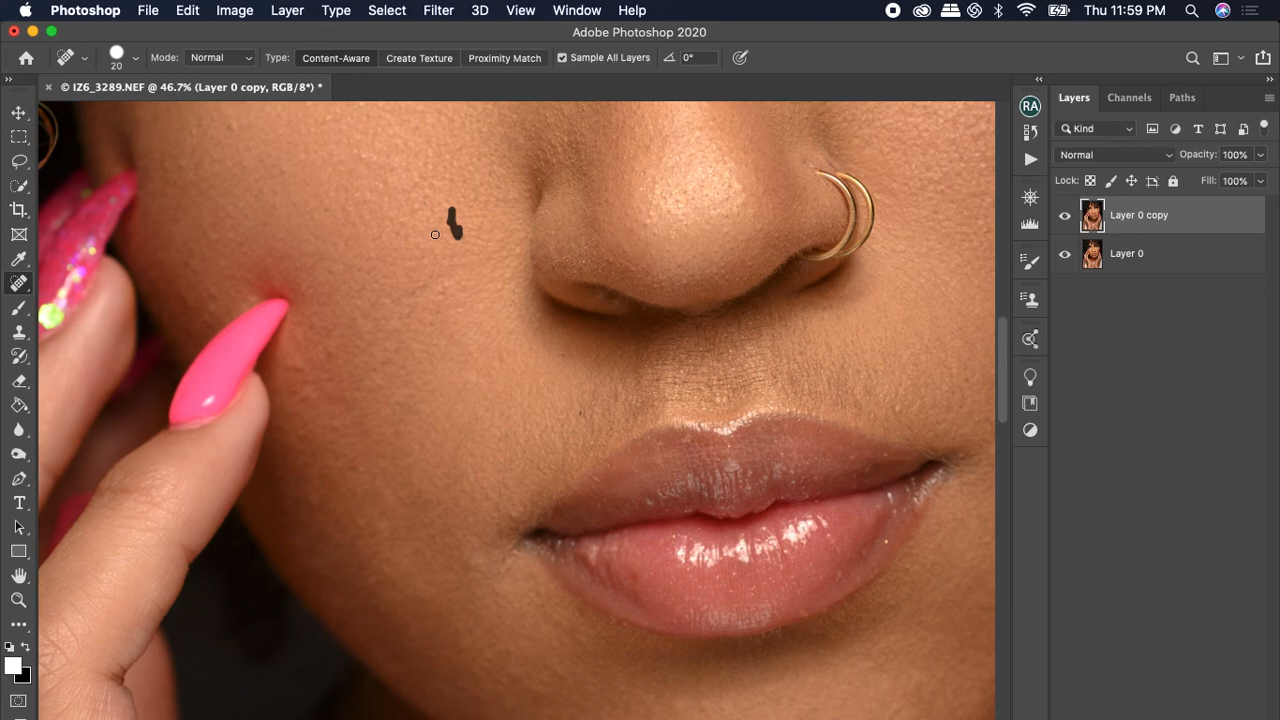 Photoshop File Edit Image Layer Type Select Filter 3D View Window Help Thu 11:59 PM
Adobe Photoshop 2020
20 Mode: Normal Type: Content-Aware Create Texture Proximity Match Sample All Layers 0°
× © IZ6_3289.NEF @ 46.7% (Layer 0 copy, RGB/8*) *
RA
Layers Channels Paths
Kind
Normal Opacity: 100%
Lock: Fill: 100%
Layer 0 copy
Layer 0